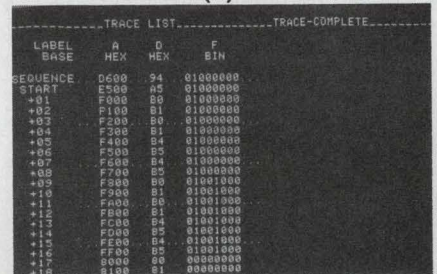 TRACE LIST TRACE-COMPLETE
LABEL A D F
BASE HEX HEX BIN
SEQUENCE D600 94 01000000
START E500 A5 01000000
+01 F000 B0 01000000
+02 F100 B1 01000000
+03 F200 B0 01000000
+04 F300 B1 01000000
+05 F400 B4 01000000
+06 F500 B5 01000000
+07 F600 B4 01000000
+08 F700 B5 01000000
+09 F800 B0 01001000
+10 F900 B1 01001000
+11 FA00 B0 01001000
+12 FB00 B1 01001000
+13 FC00 B4 01001000
+14 FD00 B5 01001000
+15 FE00 B4 01001000
+16 FF00 B5 01001000
+17 8000 80 00000000
+18 8100 81 00000000